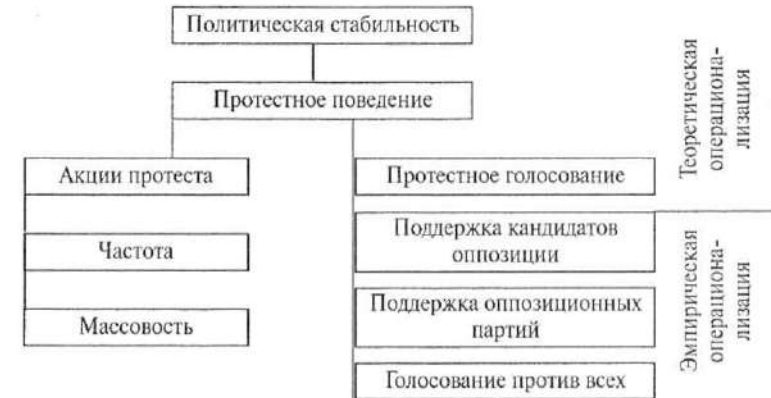 Политическая стабильность
Протестное поведение
Акции протеста
Частота
Массовость
Протестное голосование
Поддержка кандидатов
оппозиции
Поддержка оппозиционных
партий
Голосование против всех
Теоретическая
операциона-
лизация
Эмпирическая
операциона-
лизация